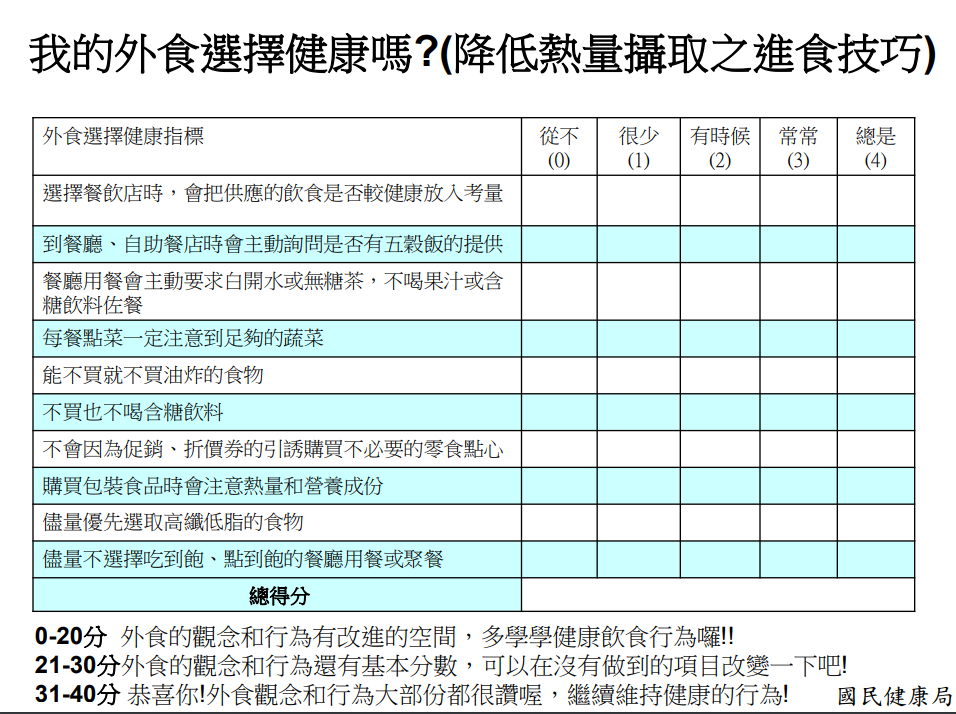 我的外食選擇健康嗎?(降低熱量攝取之進食技巧)
外食選擇健康指標 從不 (0) 很少 (1) 有時候 (2) 常常 (3) 總是 (4)
選擇餐飲店時，會把供應的飲食是否較健康放入考量
到餐廳、自助餐店時會主動詢問是否有五穀飯的提供
餐廳用餐會主動要求白開水或無糖茶，不喝果汁或含
糖飲料佐餐
每餐點菜一定注意到足夠的蔬菜
能不買就不買油炸的食物
不買也不喝含糖飲料
不會因為促銷、折價券的引誘購買不必要的零食點心
購買包裝食品時會注意熱量和營養成份
儘量優先選取高纖低脂的食物
儘量不選擇吃到飽、點到飽的餐廳用餐或聚餐
總得分
0-20分 外食的觀念和行為有改進的空間，多學學健康飲食行為囉!!
21-30分外食的觀念和行為還有基本分數，可以在沒有做到的項目改變一下吧!
31-40分 恭喜你!外食觀念和行為大部份都很讚喔，繼續維持健康的行為!
國民健康局